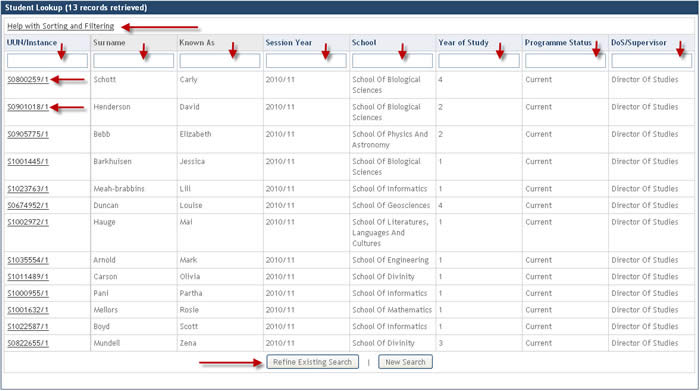 Student Lookup (13 records retrieved)
Help with Sorting and Filtering
UUN/Instance Surname Known As Session Year School Year of Study Programme Status DoS/Supervisor
S0800259/1 Schott Carly 2010/11 School Of Biological Sciences 4 Current Director Of Studies
S0901018/1 Henderson David 2010/11 School Of Biological Sciences 2 Current Director Of Studies
S0905775/1 Bebb Elizabeth 2010/11 School Of Physics And Astronomy 2 Current Director Of Studies
S1001445/1 Barkhuisen Jessica 2010/11 School Of Biological Sciences 1 Current Director Of Studies
S1023763/1 Meah-brabbins Lili 2010/11 School Of Informatics 1 Current Director Of Studies
S0674952/1 Duncan Louise 2010/11 School Of Geosciences 4 Current Director Of Studies
S1002972/1 Hauge Mai 2010/11 School Of Literatures, Languages And Cultures 1 Current Director Of Studies
S1035554/1 Arnold Mark 2010/11 School Of Engineering 1 Current Director Of Studies
S1011489/1 Carson Olivia 2010/11 School Of Divinity 1 Current Director Of Studies
S1000955/1 Pani Partha 2010/11 School Of Informatics 1 Current Director Of Studies
S1001632/1 Mellors Rosie 2010/11 School Of Mathematics 1 Current Director Of Studies
S1022587/1 Boyd Scott 2010/11 School Of Informatics 1 Current Director Of Studies
S0822655/1 Mundell Zena 2010/11 School Of Divinity 3 Current Director Of Studies
Refine Existing Search | New Search